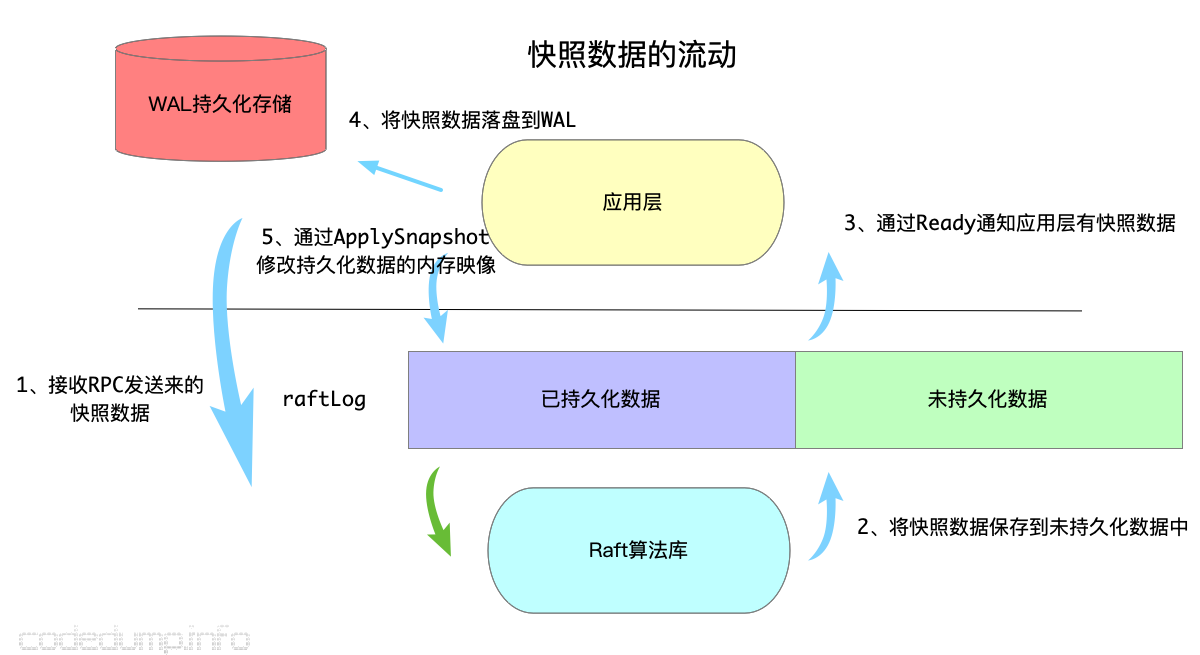 快照数据的流动
WAL持久化存储
4、将快照数据落盘到WAL
应用层
3、通过Ready通知应用层有快照数据
5、通过ApplySnapshot
修改持久化数据的内存映像
1、接收RPC发送来的
快照数据
raftLog
已持久化数据
未持久化数据
2、将快照数据保存到未持久化数据中
Raft算法库
codedump.info